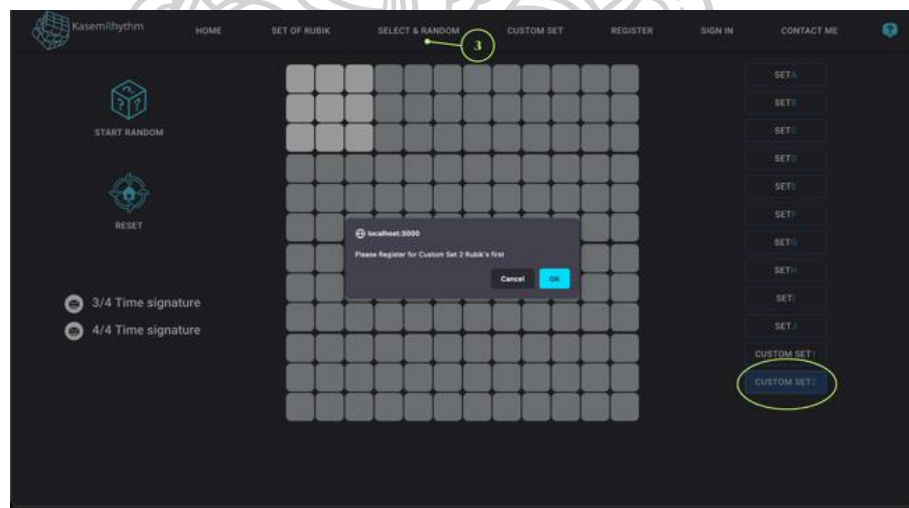 KasemRhythm
HOME
SET OF RUBIK
SELECT & RANDOM
CUSTOM SET
REGISTER
SIGN IN
CONTACT ME
?
3
? ?
START RANDOM
RESET
3/4 Time signature
4/4 Time signature
localhost:3000
Please Register for Custom Set 2 Rubik's first
Cancel
OK
SET A
SET B
SET C
SET D
SET E
SET F
SET G
SET H
SET I
SET J
CUSTOM SET 1
CUSTOM SET 2